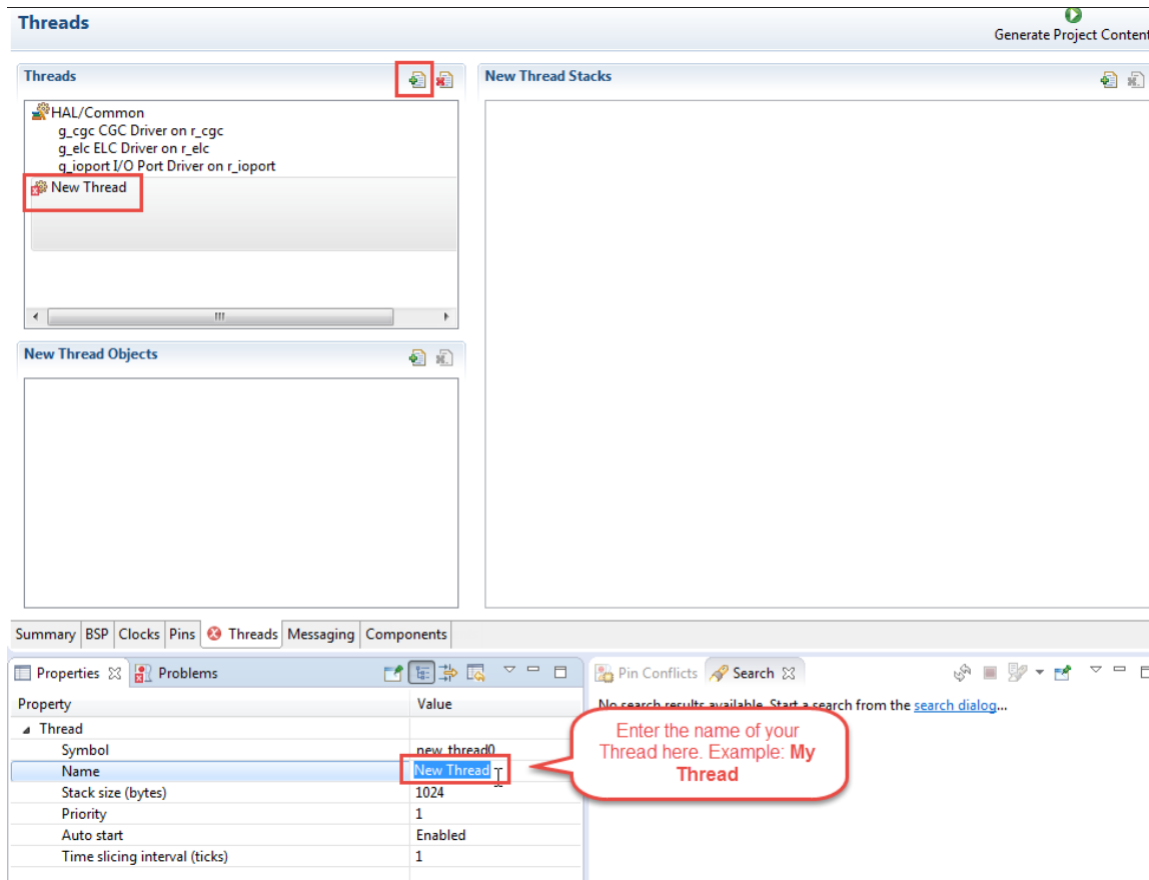 Threads
Generate Project Content
Threads
New Thread Stacks
HAL/Common
g_cgc CGC Driver on r_cgc
g_elc ELC Driver on r_elc
g_ioport I/O Port Driver on r_ioport
New Thread
New Thread Objects
Summary BSP Clocks Pins Threads Messaging Components
Properties Problems
Pin Conflicts Search
Property Value
No search results available. Start a search from the search dialog...
Thread
Symbol new_thread0
Name New Thread
Stack size (bytes) 1024
Priority 1
Auto start Enabled
Time slicing interval (ticks) 1
Enter the name of your
Thread here. Example: My
Thread